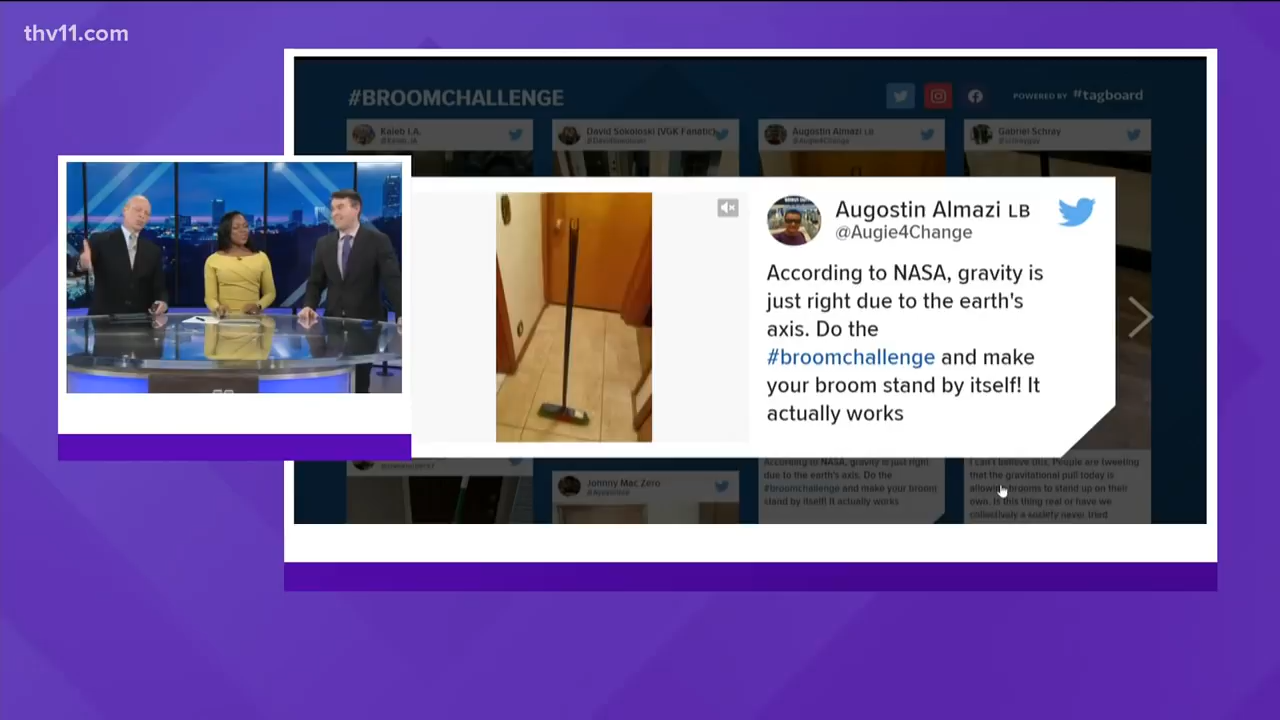 thv11.com
#BROOMCHALLENGE
POWERED BY #tagboard
Kaleb I.A.
David Sokoloski (VGK Fanatic)
Augostin Almazi LB
@Augie4Change
Gabriel Schray
Augostin Almazi LB
@Augie4Change
According to NASA, gravity is
just right due to the earth's
axis. Do the
#broomchallenge and make
your broom stand by itself! It
actually works
Johnny Mac Zero
According to NASA, gravity is just right
due to the earth's axis. Do the
#broomchallenge and make your broom
stand by itself! It actually works
I can't believe this. People are tweeting
that the gravitational pull today is
allowing brooms to stand up on their
own. Is this thing real or have we
collectively a society never tried